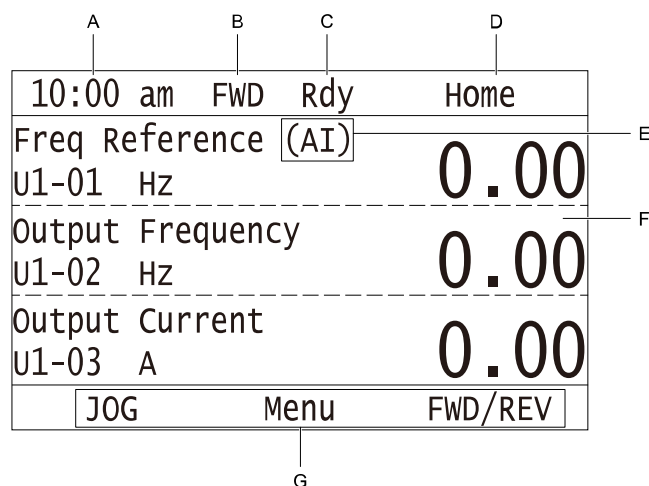 A B C D
10:00 am FWD Rdy Home
Freq Reference (AI) E
U1-01 Hz 0.00
F
Output Frequency
U1-02 Hz 0.00
Output Current
U1-03 A 0.00
JOG Menu FWD/REV
G